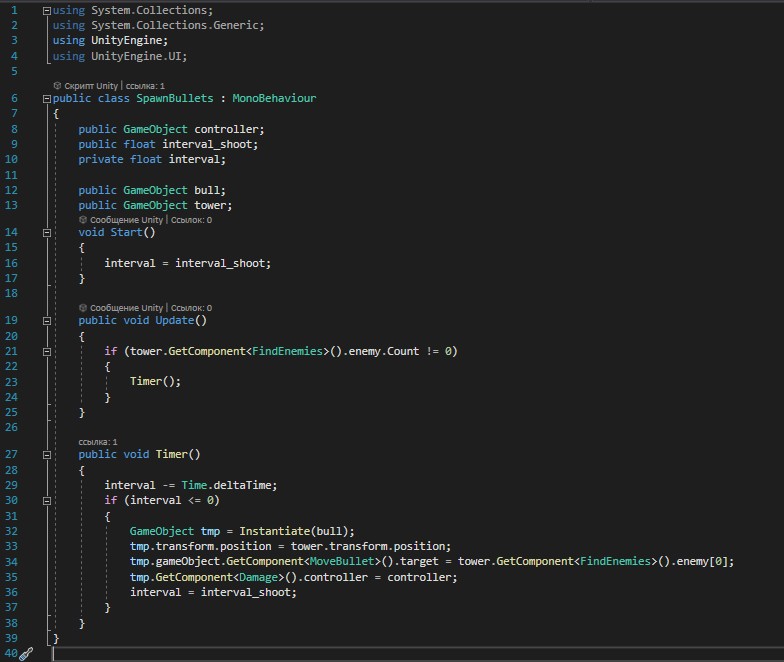 1 using System.Collections;
2 using System.Collections.Generic;
3 using UnityEngine;
4 using UnityEngine.UI;
5
Скрипт Unity | ссылка: 1
6 public class SpawnBullets : MonoBehaviour
7 {
8 public GameObject controller;
9 public float interval_shoot;
10 private float interval;
11
12 public GameObject bull;
13 public GameObject tower;
Сообщение Unity | Ссылок: 0
14 void Start()
15 {
16 interval = interval_shoot;
17 }
18
Сообщение Unity | Ссылок: 0
19 public void Update()
20 {
21 if (tower.GetComponent<FindEnemies>().enemy.Count != 0)
22 {
23 Timer();
24 }
25 }
26
ссылка: 1
27 public void Timer()
28 {
29 interval -= Time.deltaTime;
30 if (interval <= 0)
31 {
32 GameObject tmp = Instantiate(bull);
33 tmp.transform.position = tower.transform.position;
34 tmp.gameObject.GetComponent<MoveBullet>().target = tower.GetComponent<FindEnemies>().enemy[0];
35 tmp.GetComponent<Damage>().controller = controller;
36 interval = interval_shoot;
37 }
38 }
39 }
40